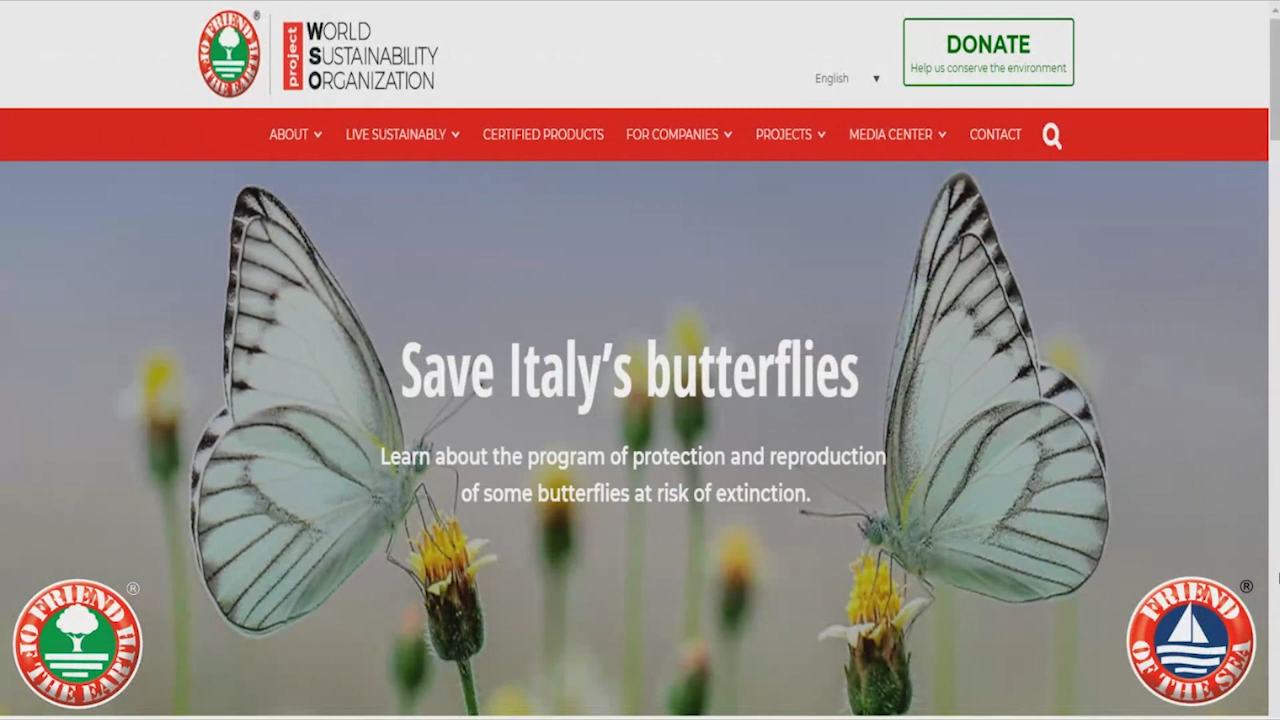 FRIEND OF THE EARTH
®
project
WORLD
SUSTAINABILITY
ORGANIZATION
English ▼
DONATE
Help us conserve the environment
ABOUT LIVE SUSTAINABLY CERTIFIED PRODUCTS FOR COMPANIES PROJECTS MEDIA CENTER CONTACT
Save Italy's butterflies
Learn about the program of protection and reproduction
of some butterflies at risk of extinction.
FRIEND OF THE EARTH
®
FRIEND OF THE SEA
®